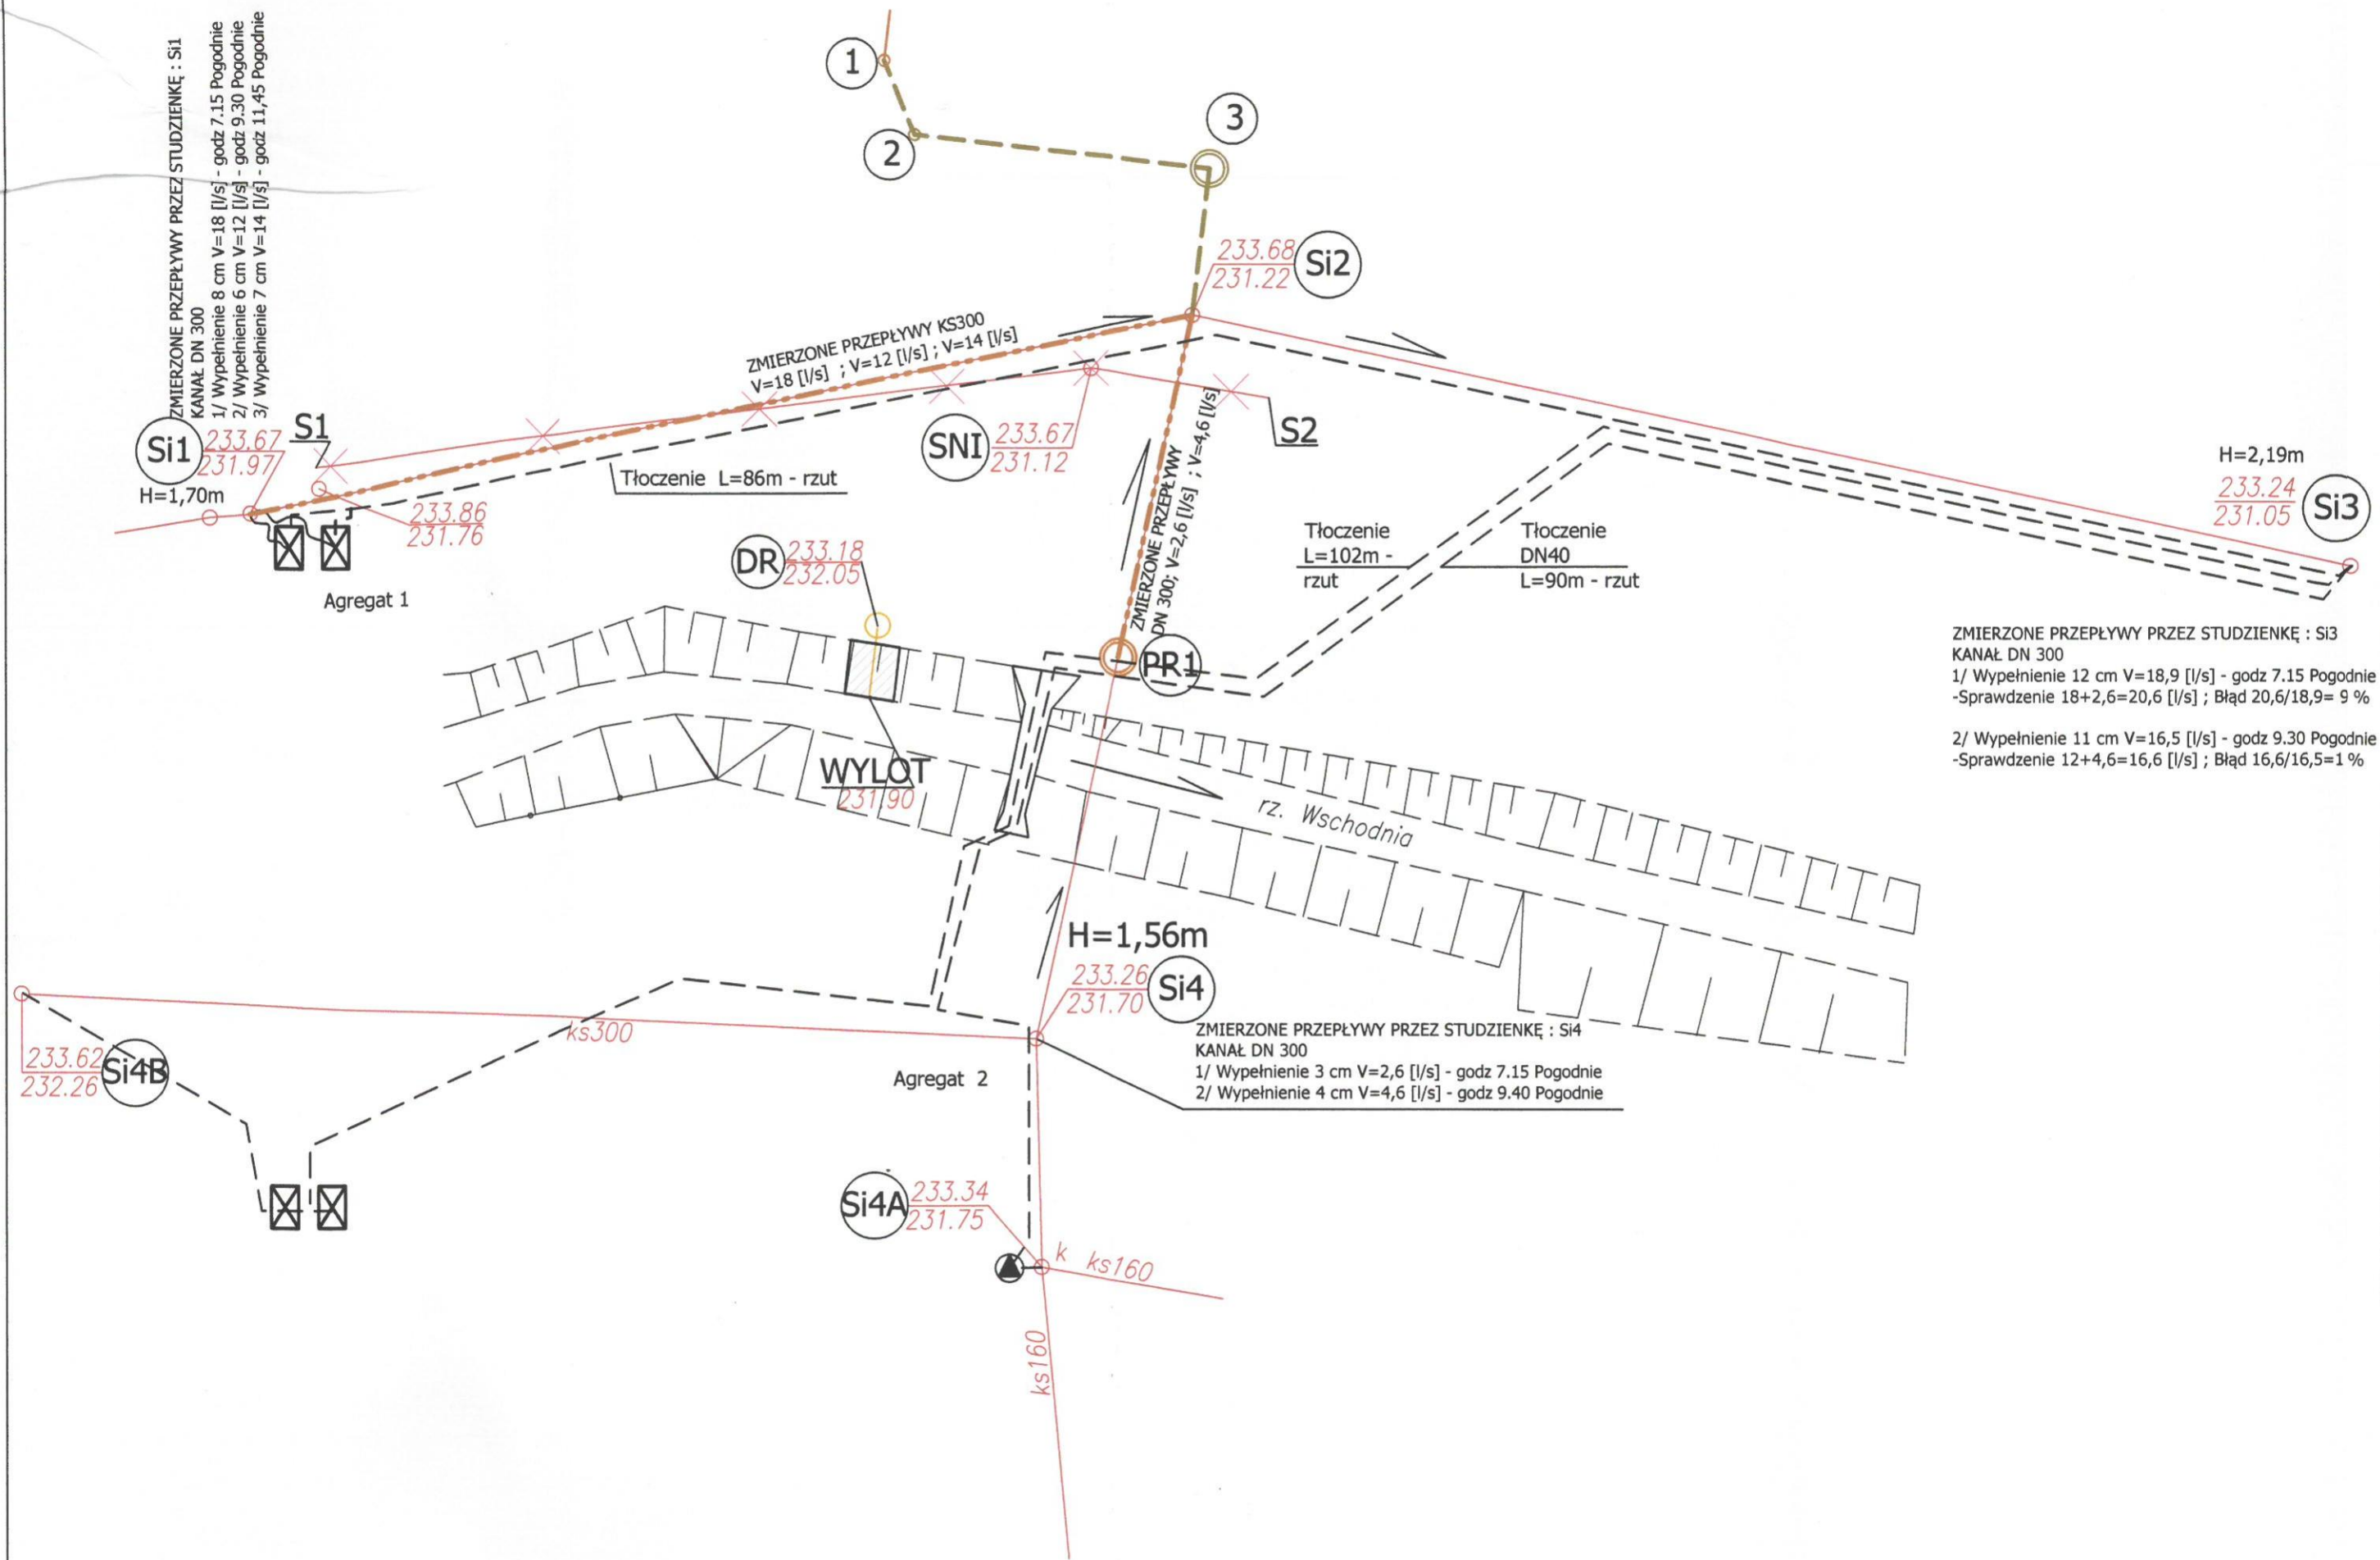 ZMIERZONE PRZEPŁYWY PRZEZ STUDZIENKĘ : Si1
KANAŁ DN 300
1/ Wypełnienie 8 cm V=18 [l/s] - godz 7.15 Pogodnie
2/ Wypełnienie 6 cm V=12 [l/s] - godz 9.30 Pogodnie
3/ Wypełnienie 7 cm V=14 [l/s] - godz 11,45 Pogodnie
1
2
3
233.68
231.22
Si2
ZMIERZONE PRZEPŁYWY KS300
V=18 [l/s] ; V=12 [l/s] ; V=14 [l/s]
Si1
233.67
231.97
H=1,70m
S1
233.86
231.76
Agregat 1
Tłoczenie L=86m - rzut
SNI
233.67
231.12
S2
ZMIERZONE PRZEPŁYWY
DN 300; V=2,6 [l/s] ; V=4,6 [l/s]
DR
233.18
232.05
PR1
Tłoczenie
L=102m -
rzut
Tłoczenie
DN40
L=90m - rzut
H=2,19m
233.24
231.05
Si3
ZMIERZONE PRZEPŁYWY PRZEZ STUDZIENKĘ : Si3
KANAŁ DN 300
1/ Wypełnienie 12 cm V=18,9 [l/s] - godz 7.15 Pogodnie
-Sprawdzenie 18+2,6=20,6 [l/s] ; Błąd 20,6/18,9= 9 %
2/ Wypełnienie 11 cm V=16,5 [l/s] - godz 9.30 Pogodnie
-Sprawdzenie 12+4,6=16,6 [l/s] ; Błąd 16,6/16,5=1 %
WYLOT
231.90
rz. Wschodnia
H=1,56m
233.26
231.70
Si4
ZMIERZONE PRZEPŁYWY PRZEZ STUDZIENKĘ : Si4
KANAŁ DN 300
1/ Wypełnienie 3 cm V=2,6 [l/s] - godz 7.15 Pogodnie
2/ Wypełnienie 4 cm V=4,6 [l/s] - godz 9.40 Pogodnie
ks300
233.62
232.26
Si4B
Agregat 2
Si4A
233.34
231.75
k ks160
ks160